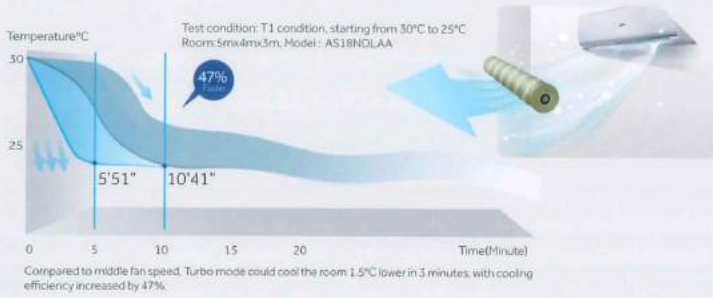 Test condition: T1 condition, starting from 30°C to 25°C
Temperature°C
Room:5mx4mx3m, Model : AS18NDLAA
30
47%
Faster
25
5'51" 10'41"
0 5 10 15 20 Time(Minute)
Compared to middle fan speed, Turbo mode could cool the room 1.5°C lower in 3 minutes, with cooling
efficiency increased by 47%.